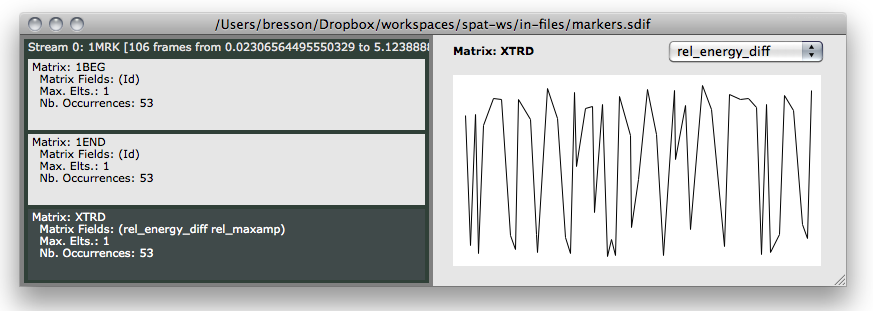 /Users/bresson/Dropbox/workspaces/spat-ws/in-files/markers.sdif
Stream 0: 1MRK [106 frames from 0.02306564495550329 to 5.1238888
Matrix: 1BEG
Matrix Fields: (Id)
Max. Elts.: 1
Nb. Occurrences: 53
Matrix: 1END
Matrix Fields: (Id)
Max. Elts.: 1
Nb. Occurrences: 53
Matrix: XTRD
Matrix Fields: (rel_energy_diff rel_maxamp)
Max. Elts.: 1
Nb. Occurrences: 53
Matrix: XTRD
rel_energy_diff